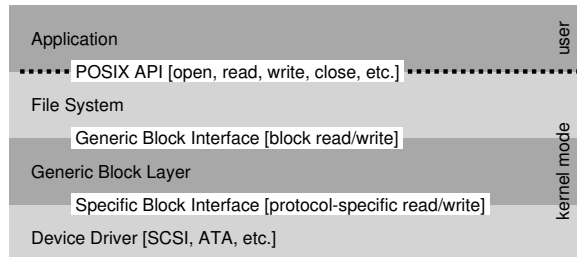 Application
POSIX API [open, read, write, close, etc.]
File System
Generic Block Interface [block read/write]
Generic Block Layer
Specific Block Interface [protocol-specific read/write]
Device Driver [SCSI, ATA, etc.]
user
kernel mode